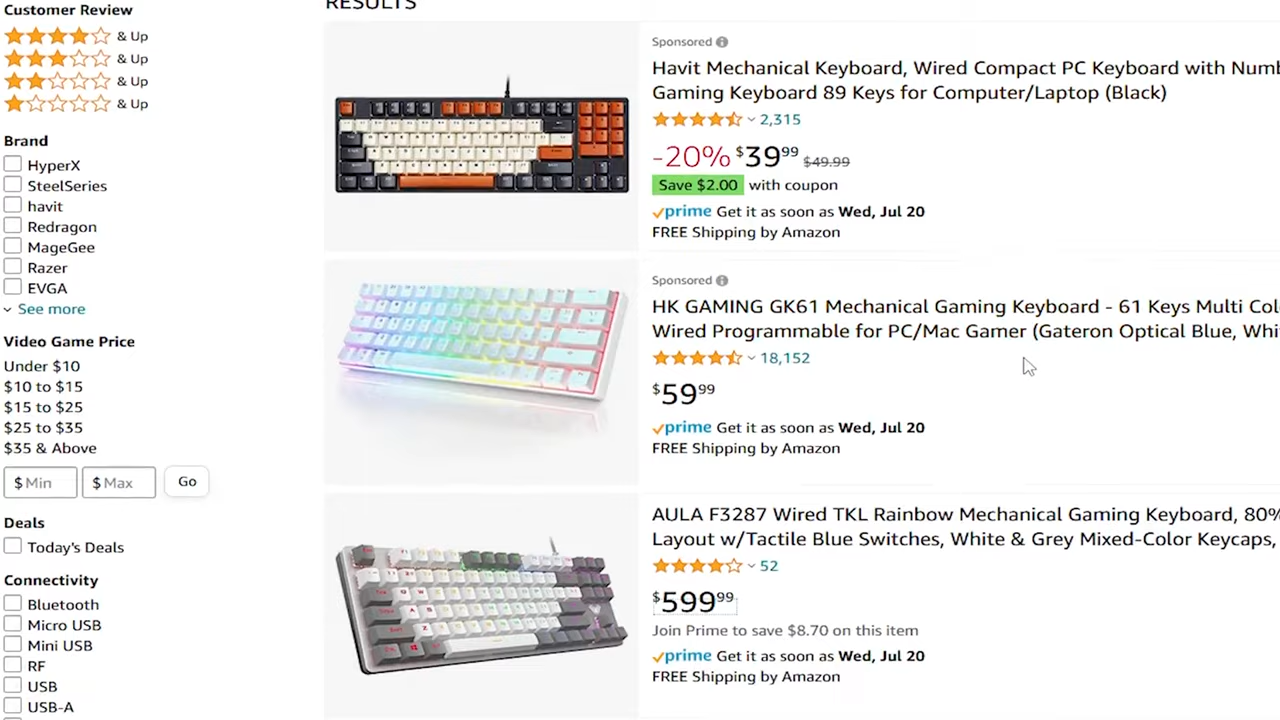 Customer Review
& Up
& Up
& Up
& Up
Brand
HyperX
SteelSeries
havit
Redragon
MageGee
Razer
EVGA
See more
Video Game Price
Under $10
$10 to $15
$15 to $25
$25 to $35
$35 & Above
$ Min $ Max Go
Deals
Today's Deals
Connectivity
Bluetooth
Micro USB
Mini USB
RF
USB
USB-A
RESULTS
Sponsored
Havit Mechanical Keyboard, Wired Compact PC Keyboard with Numb
Gaming Keyboard 89 Keys for Computer/Laptop (Black)
2,315
-20% $39.99 $49.99
Save $2.00 with coupon
prime Get it as soon as Wed, Jul 20
FREE Shipping by Amazon
Sponsored
HK GAMING GK61 Mechanical Gaming Keyboard - 61 Keys Multi Col
Wired Programmable for PC/Mac Gamer (Gateron Optical Blue, Whi
18,152
$59.99
prime Get it as soon as Wed, Jul 20
FREE Shipping by Amazon
AULA F3287 Wired TKL Rainbow Mechanical Gaming Keyboard, 80%
Layout w/Tactile Blue Switches, White & Grey Mixed-Color Keycaps,
52
$599.99
Join Prime to save $8.70 on this item
prime Get it as soon as Wed, Jul 20
FREE Shipping by Amazon